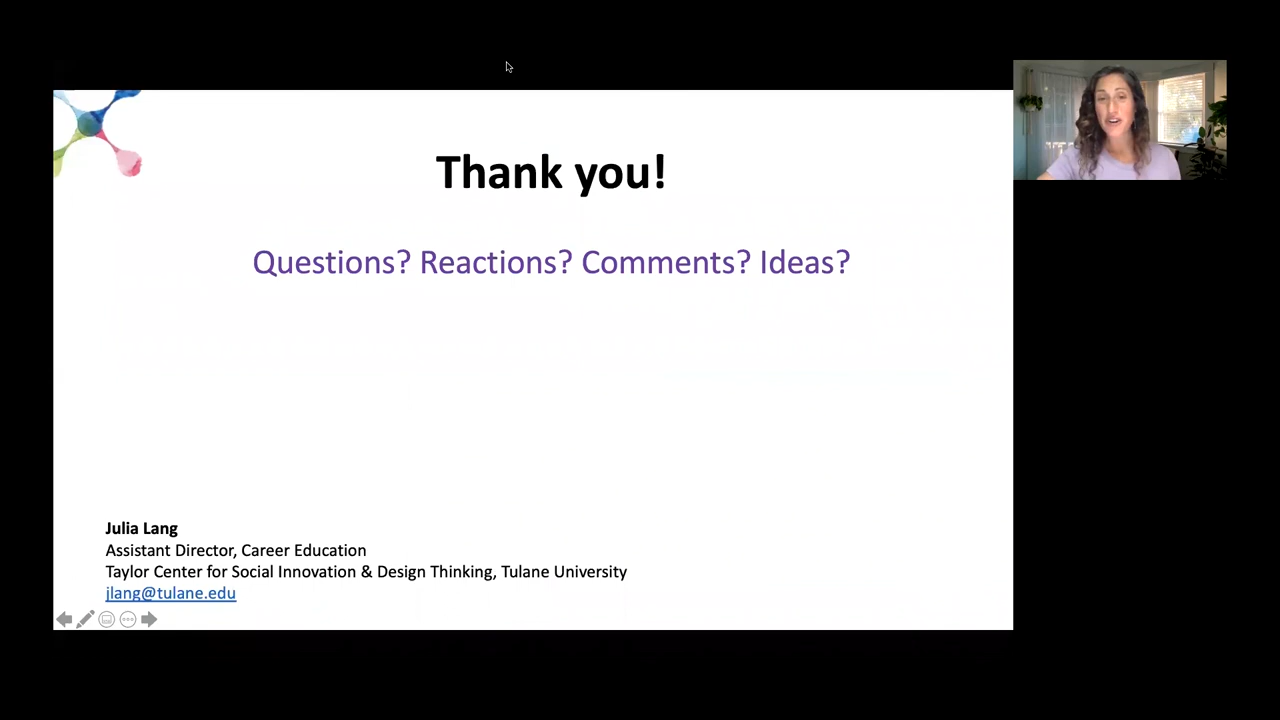 Thank you!
Questions? Reactions? Comments? Ideas?
Julia Lang
Assistant Director, Career Education
Taylor Center for Social Innovation & Design Thinking, Tulane University
jlang@tulane.edu